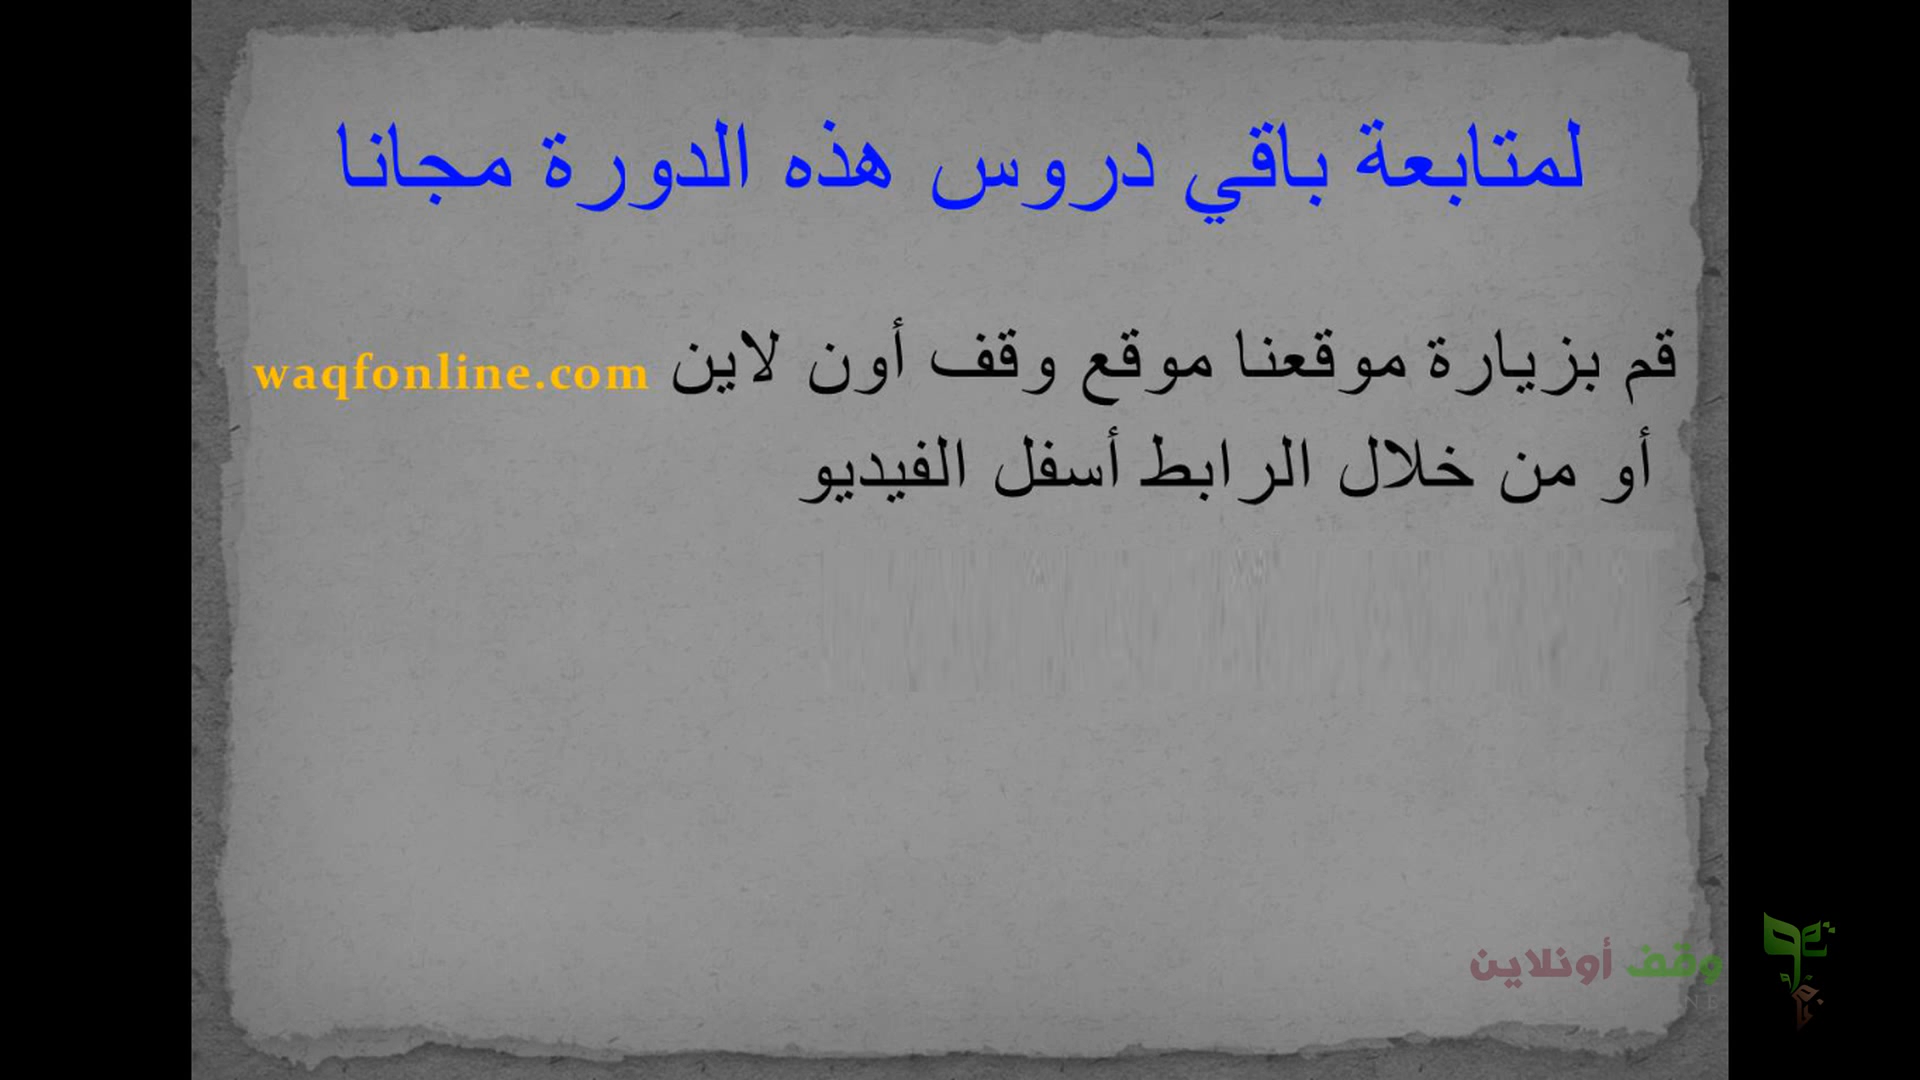 لمتابعة باقي دروس هذه الدورة مجانا
قم بزيارة موقعنا موقع وقف أون لاين waqfonline.com
أو من خلال الرابط أسفل الفيديو
وقف أونلاين